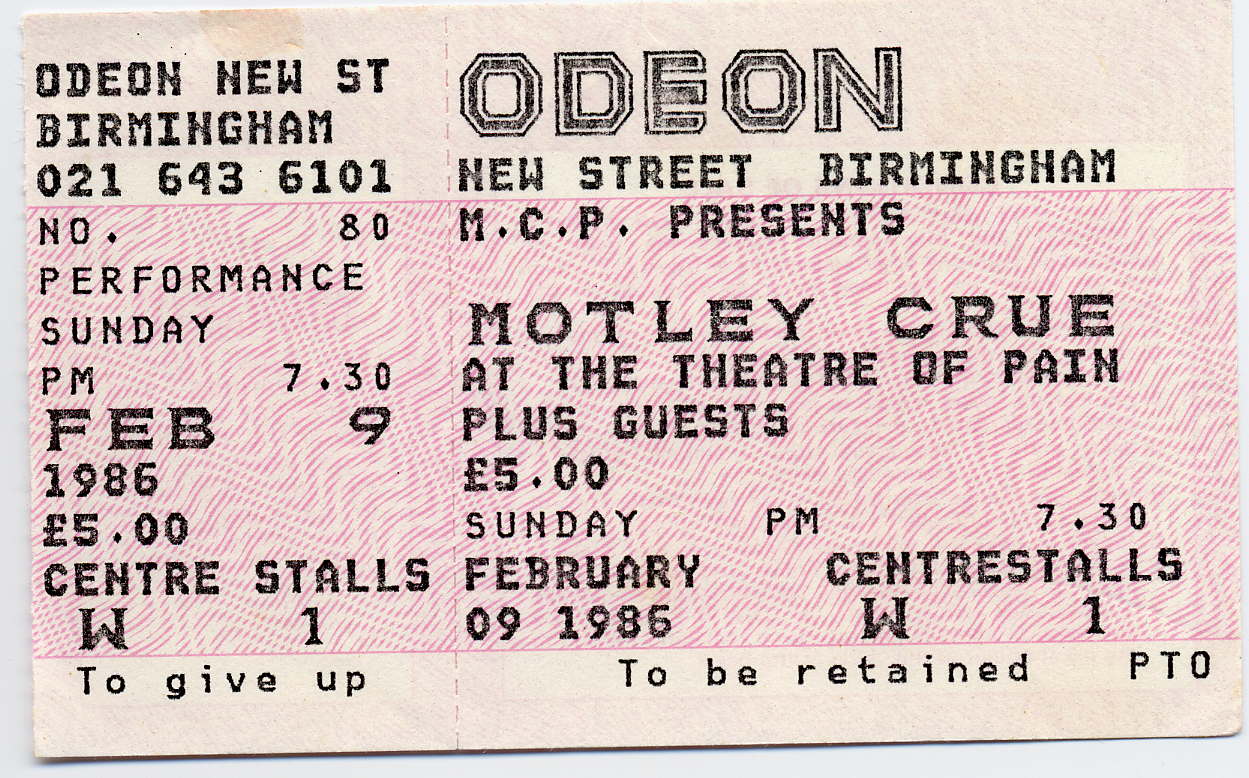 ODEON NEW ST
BIRMINGHAM
021 643 6101
NO. 80
PERFORMANCE
SUNDAY
PM 7.30
FEB 9
1986
£5.00
CENTRE STALLS
W 1
To give up
ODEON
NEW STREET BIRMINGHAM
M.C.P. PRESENTS
MOTLEY CRUE
AT THE THEATRE OF PAIN
PLUS GUESTS
£5.00
SUNDAY PM 7.30
FEBRUARY CENTRESTALLS
09 1986 W 1
To be retained PTO